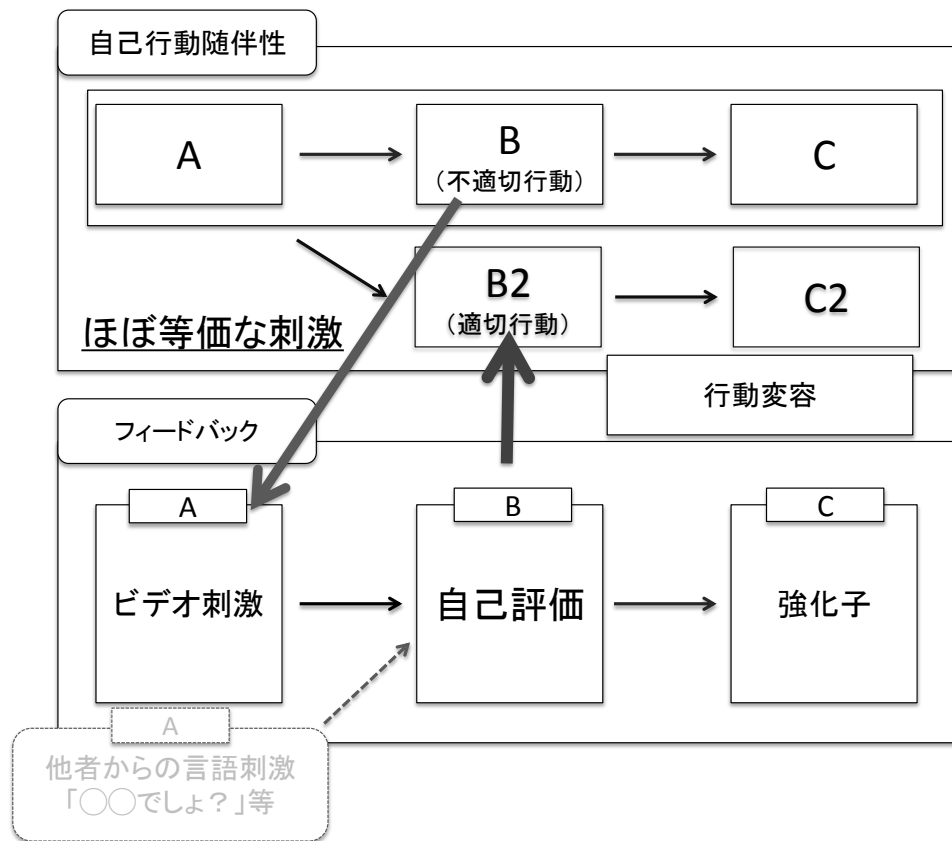 自己行動随伴性
A
B
(不適切行動)
C
B2
(適切行動)
C2
ほぼ等価な刺激
行動変容
フィードバック
A
B
C
ビデオ刺激
自己評価
強化子
A
他者からの言語刺激
「○○でしょ？」等